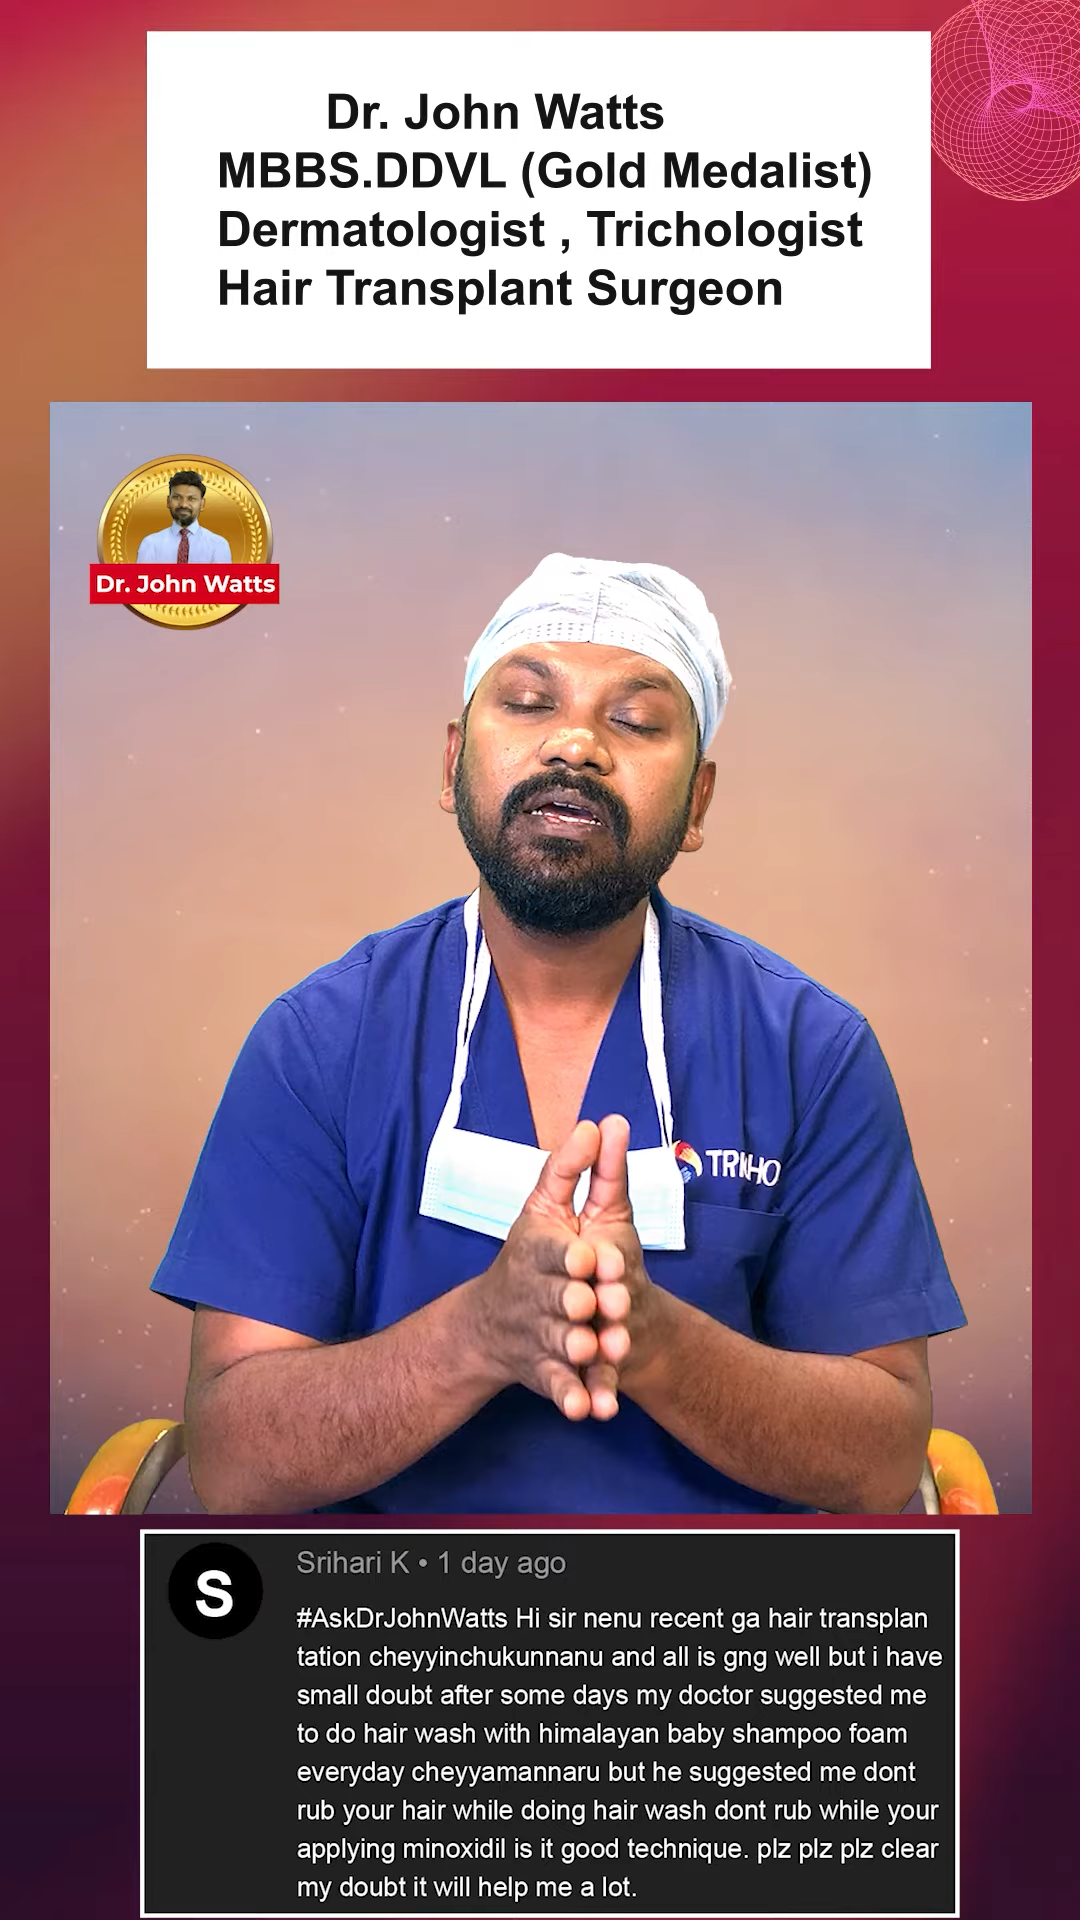 Dr. John Watts
MBBS.DDVL (Gold Medalist)
Dermatologist , Trichologist
Hair Transplant Surgeon
Dr. John Watts
TRICHO
S
Srihari K • 1 day ago
#AskDrJohnWatts Hi sir nenu recent ga hair transplan
tation cheyyinchukunnanu and all is gng well but i have
small doubt after some days my doctor suggested me
to do hair wash with himalayan baby shampoo foam
everyday cheyyamannaru but he suggested me dont
rub your hair while doing hair wash dont rub while your
applying minoxidil is it good technique. plz plz plz clear
my doubt it will help me a lot.